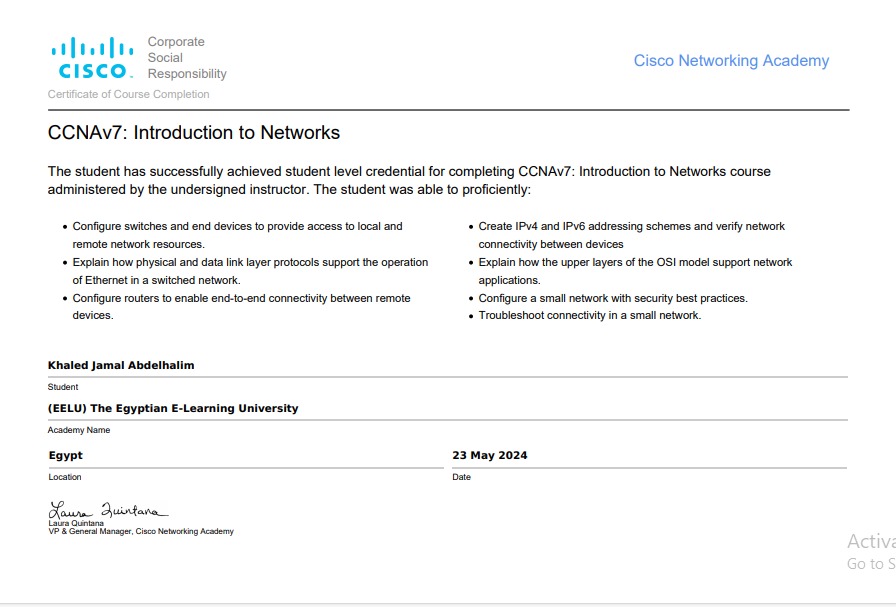 CISCO
Corporate
Social
Responsibility
Cisco Networking Academy
Certificate of Course Completion
CCNAv7: Introduction to Networks
The student has successfully achieved student level credential for completing CCNAv7: Introduction to Networks course
administered by the undersigned instructor. The student was able to proficiently:
• Configure switches and end devices to provide access to local and
remote network resources.
• Explain how physical and data link layer protocols support the operation
of Ethernet in a switched network.
• Configure routers to enable end-to-end connectivity between remote
devices.
• Create IPv4 and IPv6 addressing schemes and verify network
connectivity between devices
• Explain how the upper layers of the OSI model support network
applications.
• Configure a small network with security best practices.
• Troubleshoot connectivity in a small network.
Khaled Jamal Abdelhalim
Student
(EELU) The Egyptian E-Learning University
Academy Name
Egypt
Location
23 May 2024
Date
Laura Quintana
Laura Quintana
VP & General Manager, Cisco Networking Academy
Activa
Go to S